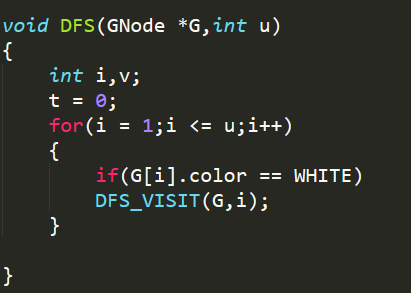 void DFS(GNode *G,int u)
{
    int i,v;
    t = 0;
    for(i = 1;i <= u;i++)
    {
        if(G[i].color == WHITE)
        DFS_VISIT(G,i);
    }

}